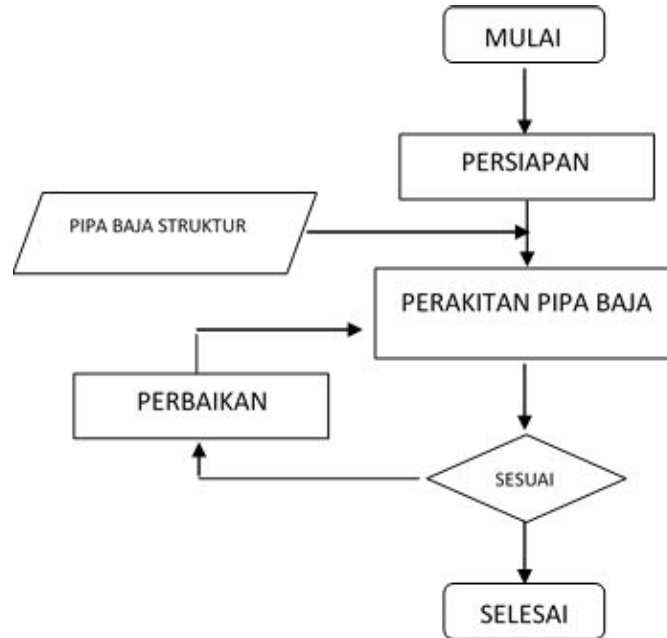 MULAI
PERSIAPAN
PIPA BAJA STRUKTUR
PERAKITAN PIPA BAJA
PERBAIKAN
SESUAI
SELESAI